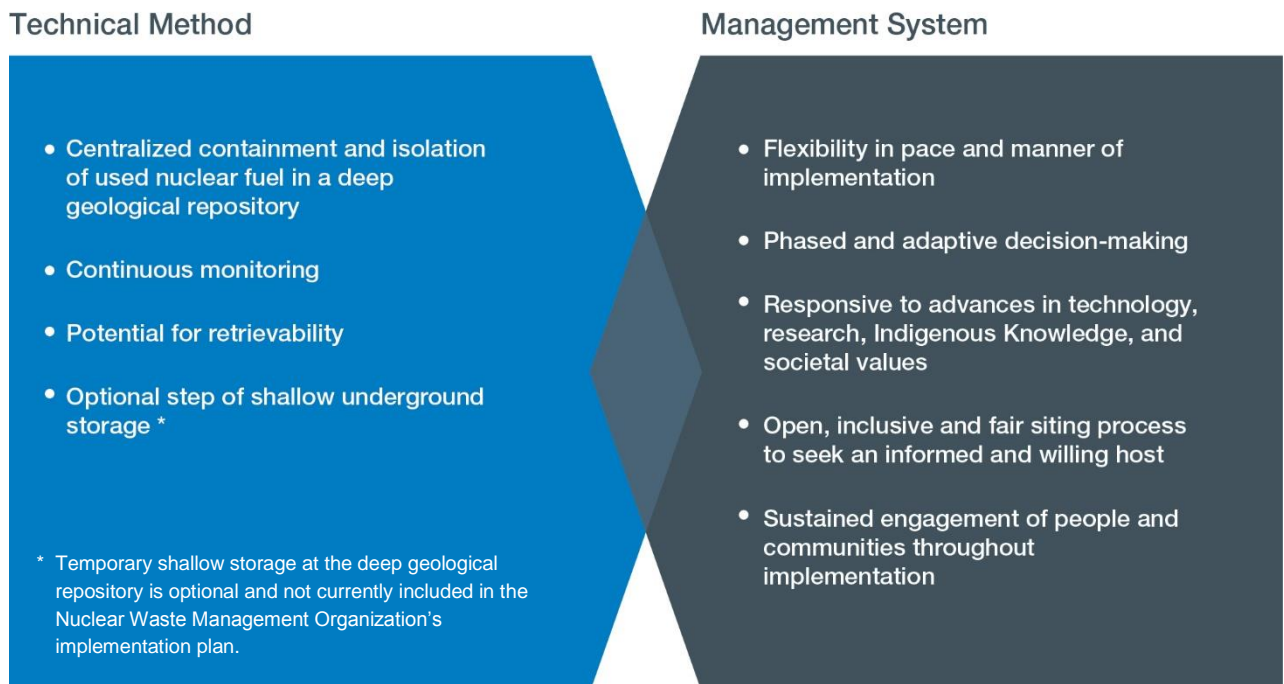 Technical Method
• Centralized containment and isolation
of used nuclear fuel in a deep
geological repository
• Continuous monitoring
• Potential for retrievability
• Optional step of shallow underground
storage *
* Temporary shallow storage at the deep geological
repository is optional and not currently included in the
Nuclear Waste Management Organization’s
implementation plan.
Management System
• Flexibility in pace and manner of
implementation
• Phased and adaptive decision-making
• Responsive to advances in technology,
research, Indigenous Knowledge, and
societal values
• Open, inclusive and fair siting process
to seek an informed and willing host
• Sustained engagement of people and
communities throughout
implementation